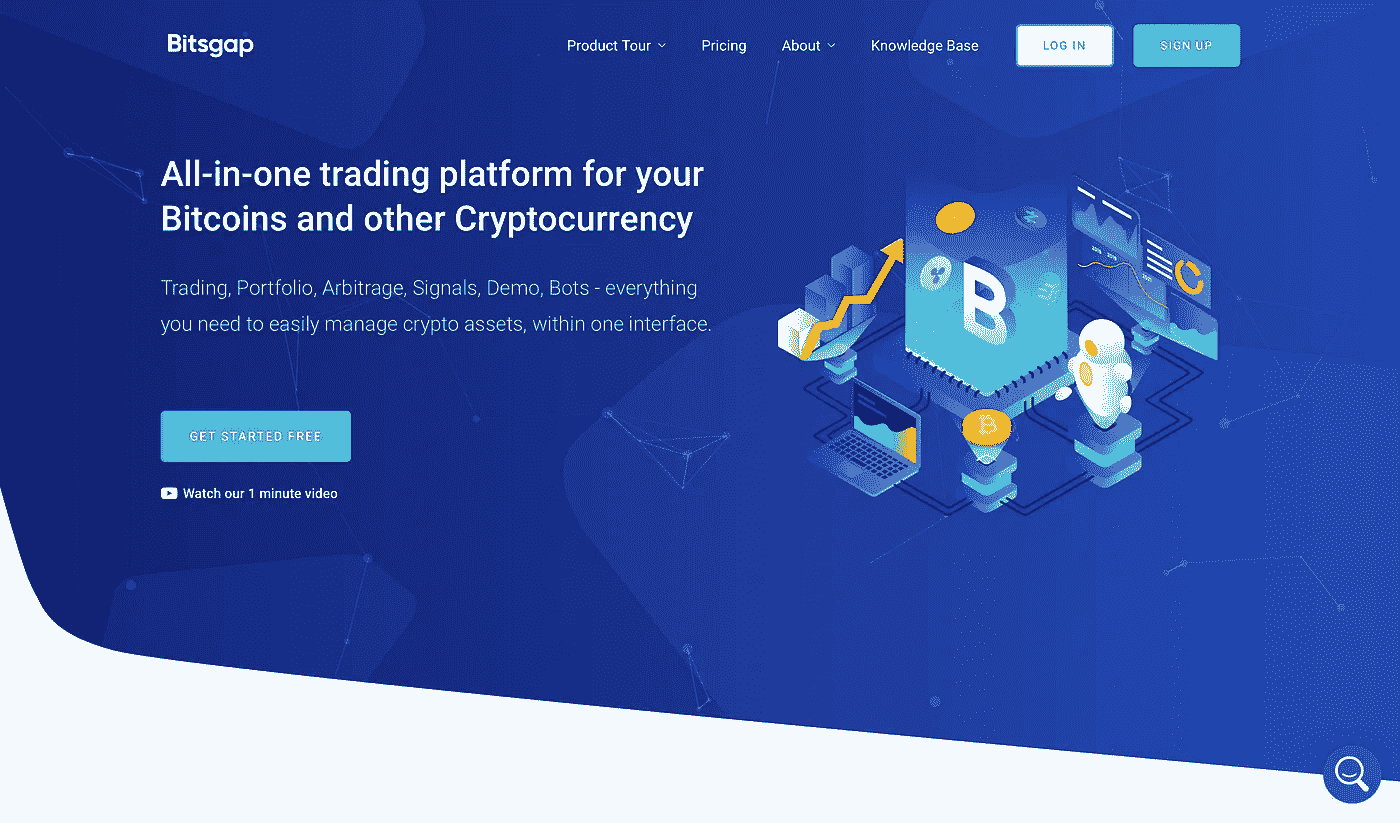 Bitsgap
Product Tour
Pricing
About
Knowledge Base
LOG IN
SIGN UP
All-in-one trading platform for your
Bitcoins and other Cryptocurrency
Trading, Portfolio, Arbitrage, Signals, Demo, Bots - everything
you need to easily manage crypto assets, within one interface.
GET STARTED FREE
Watch our 1 minute video